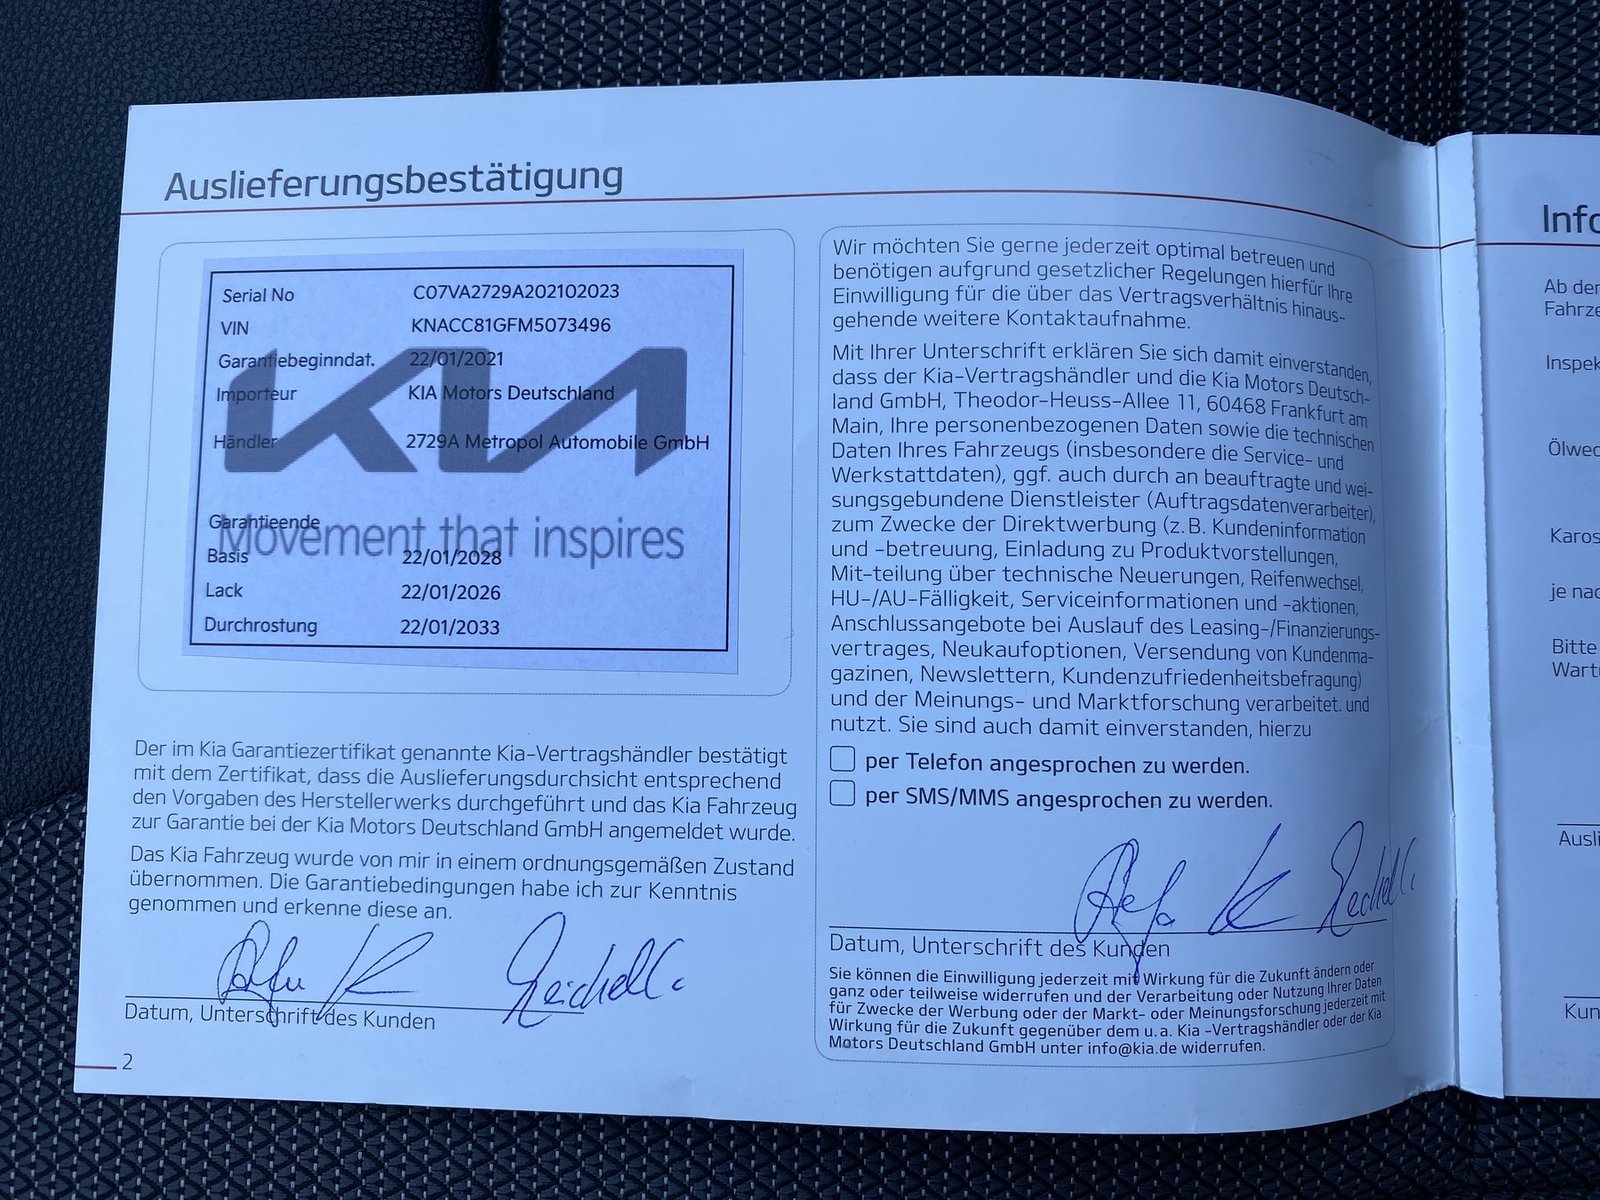 Auslieferungsbestätigung
Serial No C07VA2729A202102023
VIN KNACC81GFM5073496
Garantiebeginndat. 22/01/2021
Importeur KIA Motors Deutschland
Händler 2729A Metropol Automobile GmbH
KIA
Movement that inspires
Garantieende
Basis 22/01/2028
Lack 22/01/2026
Durchrostung 22/01/2033
Der im Kia Garantiezertifikat genannte Kia-Vertragshändler bestätigt
mit dem Zertifikat, dass die Auslieferungsdurchsicht entsprechend
den Vorgaben des Herstellerwerks durchgeführt und das Kia Fahrzeug
zur Garantie bei der Kia Motors Deutschland GmbH angemeldet wurde.
Das Kia Fahrzeug wurde von mir in einem ordnungsgemäßen Zustand
übernommen. Die Garantiebedingungen habe ich zur Kenntnis
genommen und erkenne diese an.
Datum, Unterschrift des Kunden
2
Wir möchten Sie gerne jederzeit optimal betreuen und
benötigen aufgrund gesetzlicher Regelungen hierfür Ihre
Einwilligung für die über das Vertragsverhältnis hinaus-
gehende weitere Kontaktaufnahme.
Mit Ihrer Unterschrift erklären Sie sich damit einverstanden,
dass der Kia-Vertragshändler und die Kia Motors Deutsch-
land GmbH, Theodor-Heuss-Allee 11, 60468 Frankfurt am
Main, Ihre personenbezogenen Daten sowie die technischen
Daten Ihres Fahrzeugs (insbesondere die Service- und
Werkstattdaten), ggf. auch durch an beauftragte und wei-
sungsgebundene Dienstleister (Auftragsdatenverarbeiter),
zum Zwecke der Direktwerbung (z.B. Kundeninformation
und -betreuung, Einladung zu Produktvorstellungen,
Mit-teilung über technische Neuerungen, Reifenwechsel,
HU-/AU-Fälligkeit, Serviceinformationen und -aktionen,
Anschlussangebote bei Auslauf des Leasing-/Finanzierungs-
vertrages, Neukaufoptionen, Versendung von Kundenma-
gazinen, Newslettern, Kundenzufriedenheitsbefragung)
und der Meinungs- und Marktforschung verarbeitet. und
nutzt. Sie sind auch damit einverstanden, hierzu
per Telefon angesprochen zu werden.
per SMS/MMS angesprochen zu werden.
Datum, Unterschrift des Kunden
Sie können die Einwilligung jederzeit mit Wirkung für die Zukunft ändern oder
ganz oder teilweise widerrufen und der Verarbeitung oder Nutzung Ihrer Daten
für Zwecke der Werbung oder der Markt- oder Meinungsforschung jederzeit mit
Wirkung für die Zukunft gegenüber dem u.a. Kia -Vertragshändler oder der Kia
Motors Deutschland GmbH unter info@kia.de widerrufen.
Info
Ab der
Fahrze
Inspek
Ölwec
Karos
je nac
Bitte
Wart
Ausli
Kun